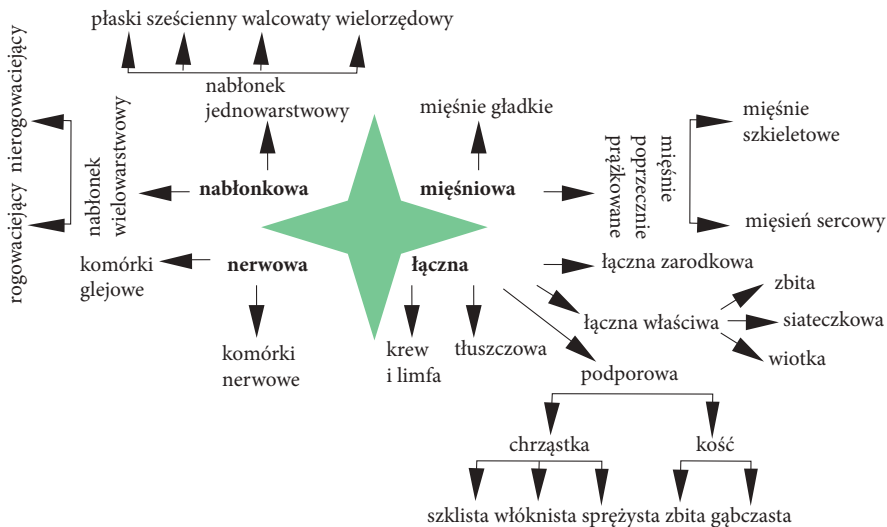 płaski sześcienny walcowaty wielorzędowy
nabłonek
jednowarstwowy
nierogowaciejący
rogowaciejący
nabłonek
wielowarstwowy
nabłonkowa
mięśnie gładkie
mięśniowa
mięśnie
poprzecznie
prążkowane
mięśnie
szkieletowe
mięsień sercowy
komórki
glejowe
nerwowa
komórki
nerwowe
łączna
łączna zarodkowa
łączna właściwa
zbita
siateczkowa
wiotka
krew
i limfa
tłuszczowa
podporowa
chrząstka
kość
szklista włóknista sprężysta zbita gąbczasta